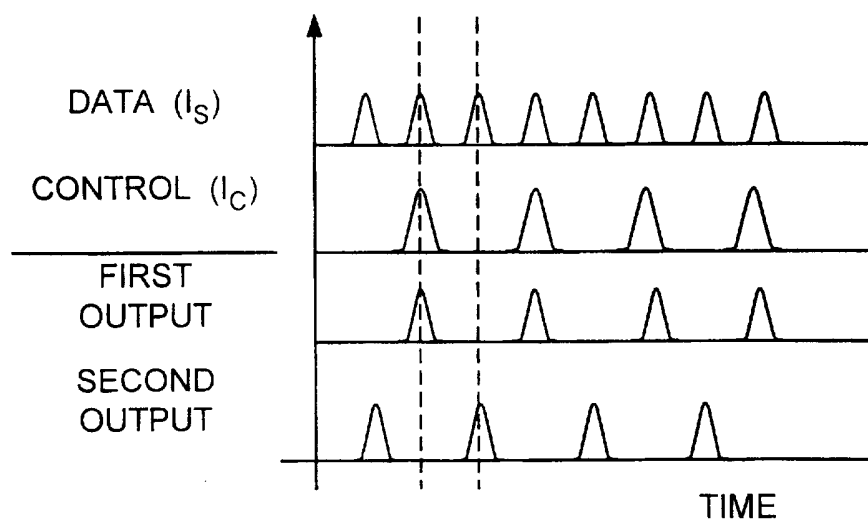 DATA (I_S)
CONTROL (I_C)
FIRST
OUTPUT
SECOND
OUTPUT
TIME